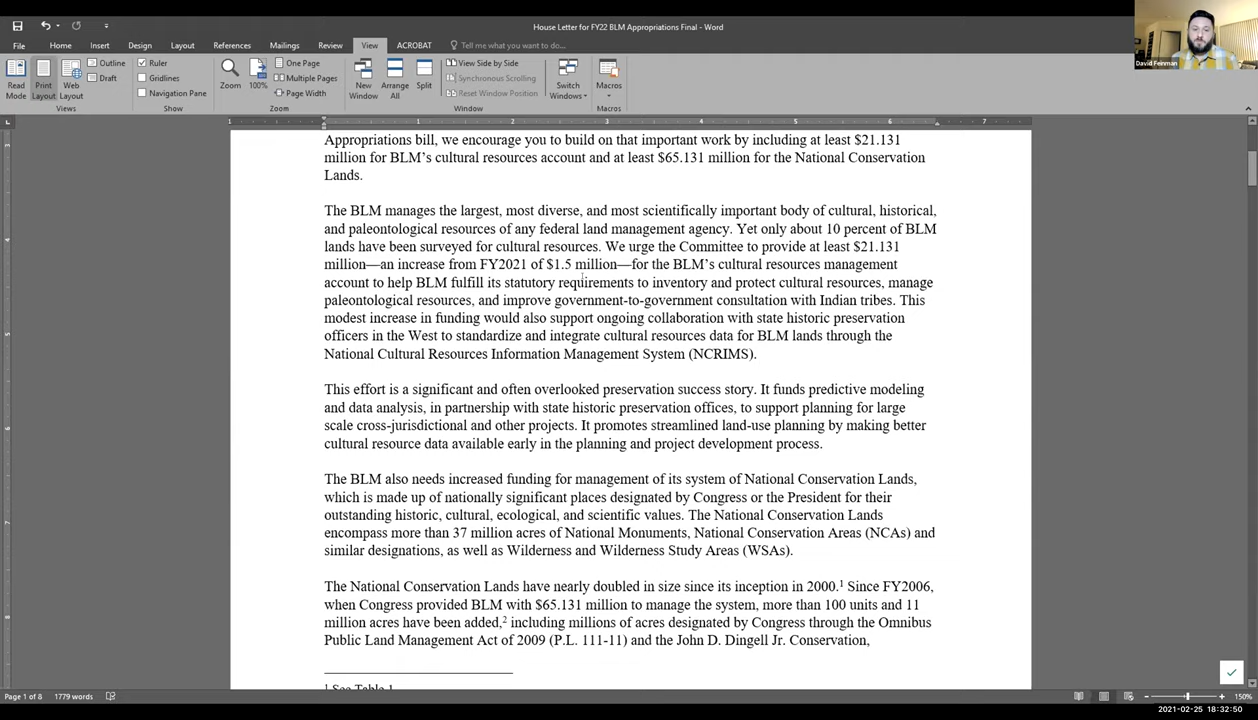 House Letter for FY22 BLM Appropriations Final - Word
File Home Insert Design Layout References Mailings Review View ACROBAT Tell me what you want to do...
Read Mode
Print Layout
Web Layout
Outline
Draft
Views
Ruler
Gridlines
Navigation Pane
Show
Zoom
100%
One Page
Multiple Pages
Page Width
Zoom
New Window
Arrange All
Split
View Side by Side
Synchronous Scrolling
Reset Window Position
Window
Switch Windows
Macros
Macros
David Feinman
1 1 2 3 4 5 6 7
Appropriations bill, we encourage you to build on that important work by including at least $21.131
million for BLM’s cultural resources account and at least $65.131 million for the National Conservation
Lands.
The BLM manages the largest, most diverse, and most scientifically important body of cultural, historical,
and paleontological resources of any federal land management agency. Yet only about 10 percent of BLM
lands have been surveyed for cultural resources. We urge the Committee to provide at least $21.131
million—an increase from FY2021 of $1.5 million—for the BLM’s cultural resources management
account to help BLM fulfill its statutory requirements to inventory and protect cultural resources, manage
paleontological resources, and improve government-to-government consultation with Indian tribes. This
modest increase in funding would also support ongoing collaboration with state historic preservation
officers in the West to standardize and integrate cultural resources data for BLM lands through the
National Cultural Resources Information Management System (NCRIMS).
This effort is a significant and often overlooked preservation success story. It funds predictive modeling
and data analysis, in partnership with state historic preservation offices, to support planning for large
scale cross-jurisdictional and other projects. It promotes streamlined land-use planning by making better
cultural resource data available early in the planning and project development process.
The BLM also needs increased funding for management of its system of National Conservation Lands,
which is made up of nationally significant places designated by Congress or the President for their
outstanding historic, cultural, ecological, and scientific values. The National Conservation Lands
encompass more than 37 million acres of National Monuments, National Conservation Areas (NCAs) and
similar designations, as well as Wilderness and Wilderness Study Areas (WSAs).
The National Conservation Lands have nearly doubled in size since its inception in 2000.¹ Since FY2006,
when Congress provided BLM with $65.131 million to manage the system, more than 100 units and 11
million acres have been added,² including millions of acres designated by Congress through the Omnibus
Public Land Management Act of 2009 (P.L. 111-11) and the John D. Dingell Jr. Conservation,
¹ See Table 1
Page 1 of 8 1779 words
150%
2021-02-25 18:32:50